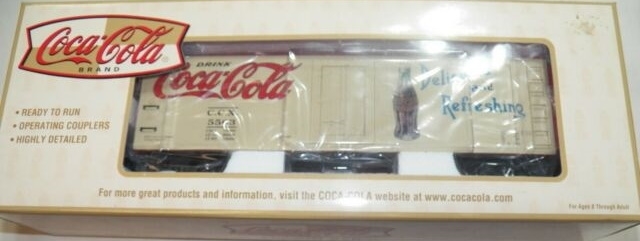 Coca-Cola
BRAND
• READY TO RUN
• OPERATING COUPLERS
• HIGHLY DETAILED
DRINK
Coca-Cola
C.C.X.
and
Refreshing
For more great products and information, visit the COCA-COLA website at www.cocacola.com.
For Ages 8 Through Adult